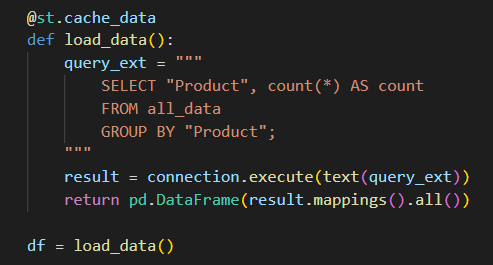 @st.cache_data
def load_data():
    query_ext = """
        SELECT "Product", count(*) AS count
        FROM all_data
        GROUP BY "Product";
    """
    result = connection.execute(text(query_ext))
    return pd.DataFrame(result.mappings().all())
df = load_data()